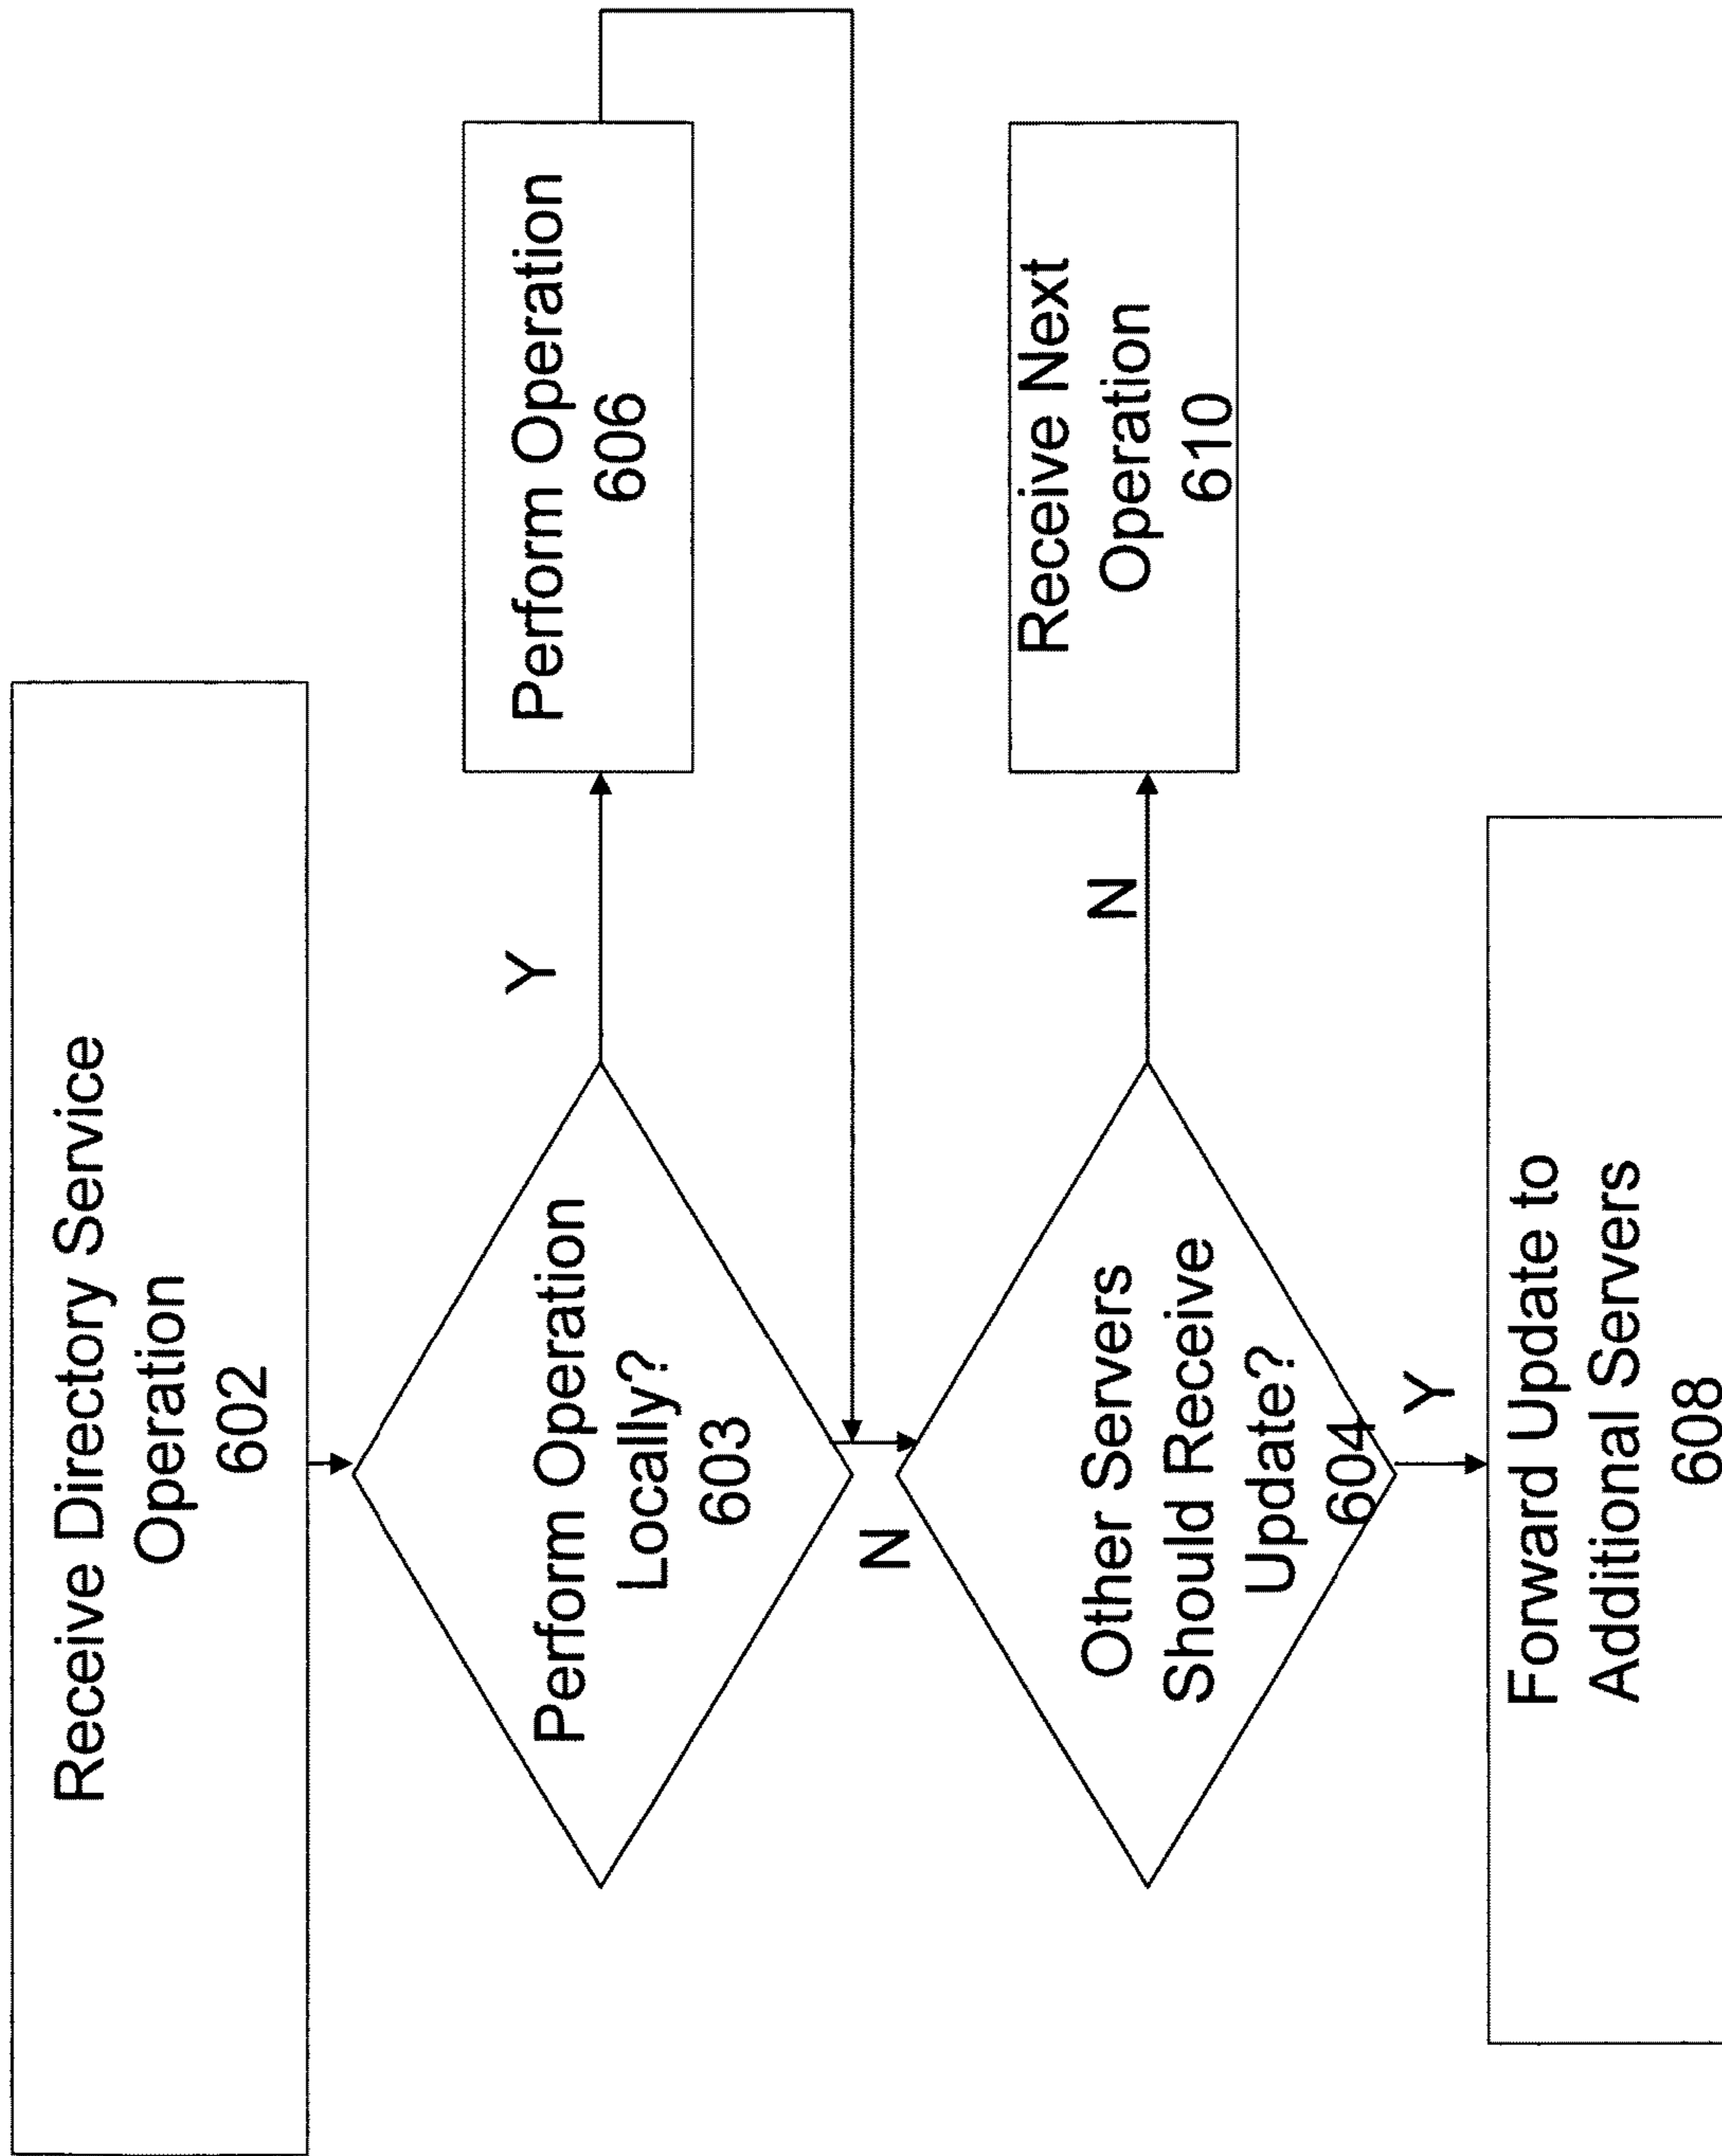 Receive Directory Service
Operation
602
Perform Operation
Locally?
603
Y
Perform Operation
606
N
Other Servers
Should Receive
Update?
604
N
Receive Next
Operation
610
Y
Forward Update to
Additional Servers
608